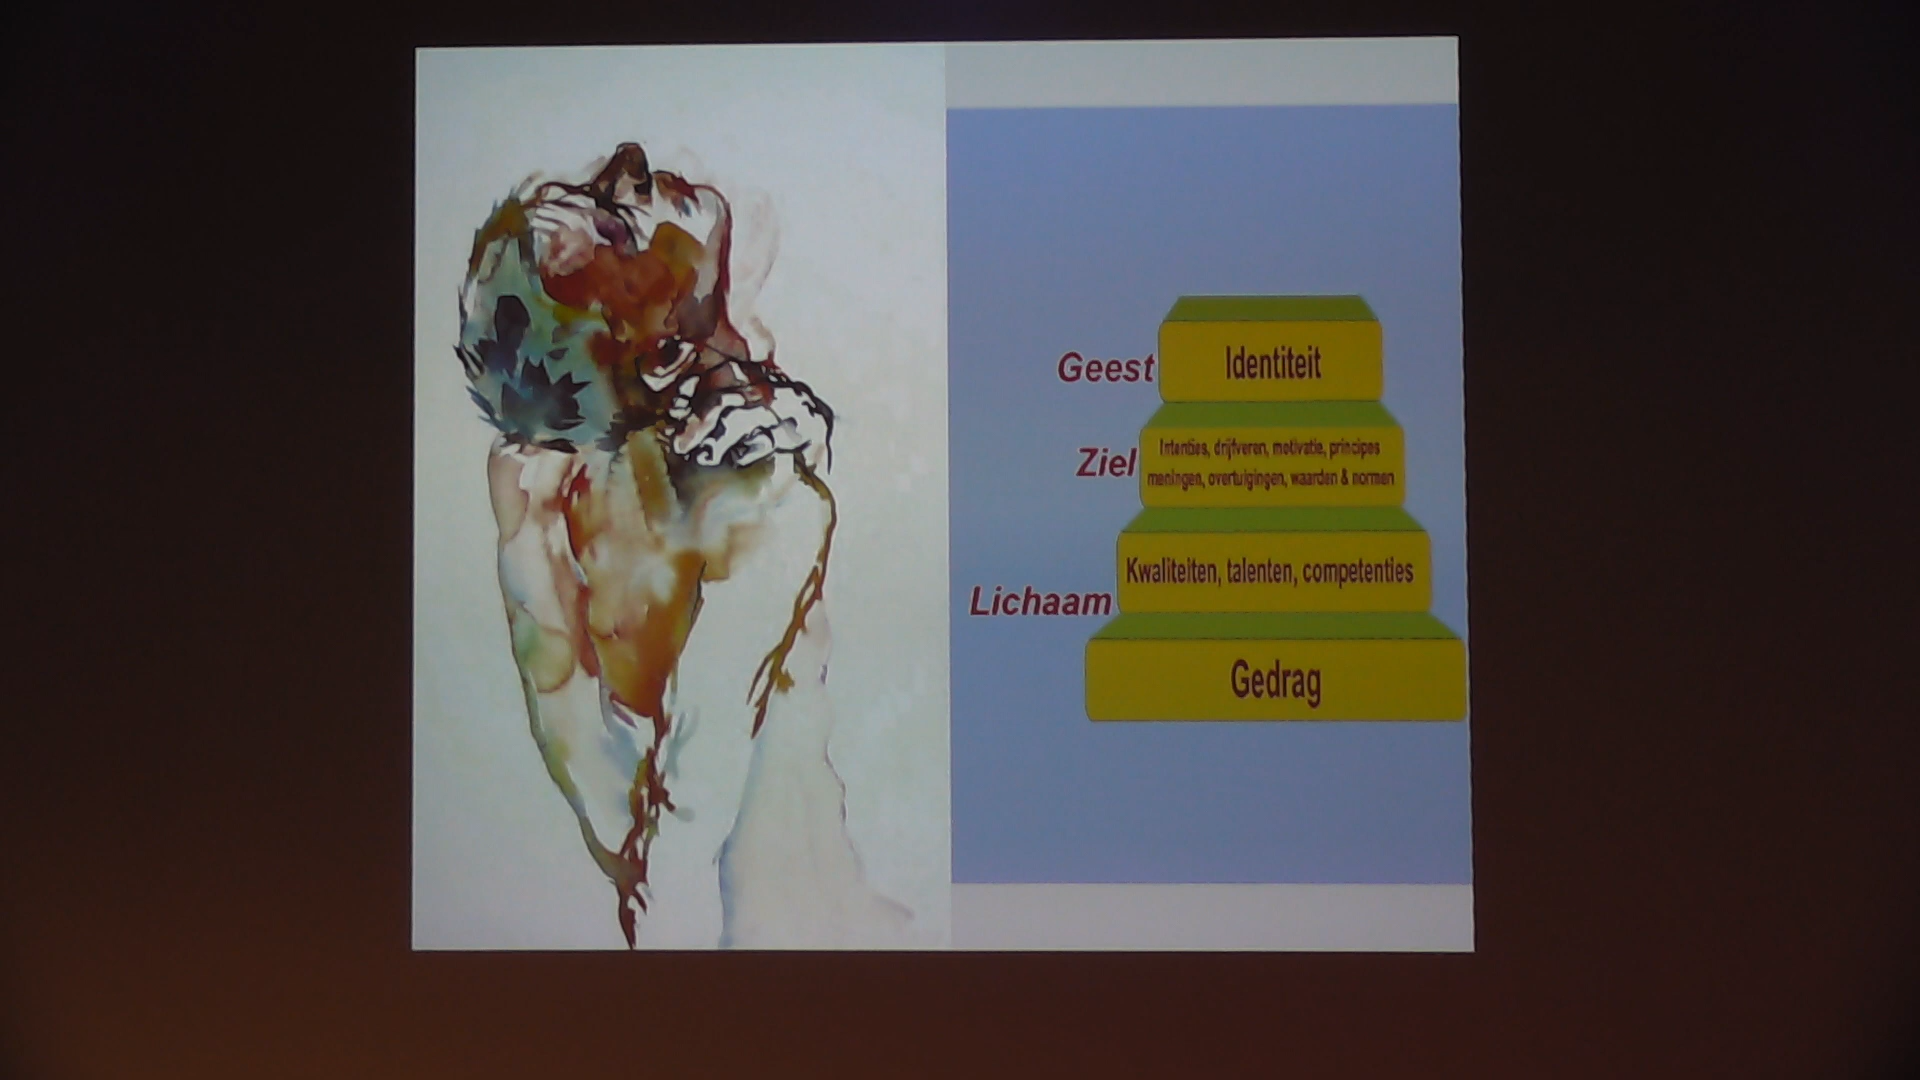 Geest
Identiteit
Ziel
Intenties, drijfveren, motivatie, principes
meningen, overtuigingen, waarden & normen
Kwaliteiten, talenten, competenties
Lichaam
Gedrag